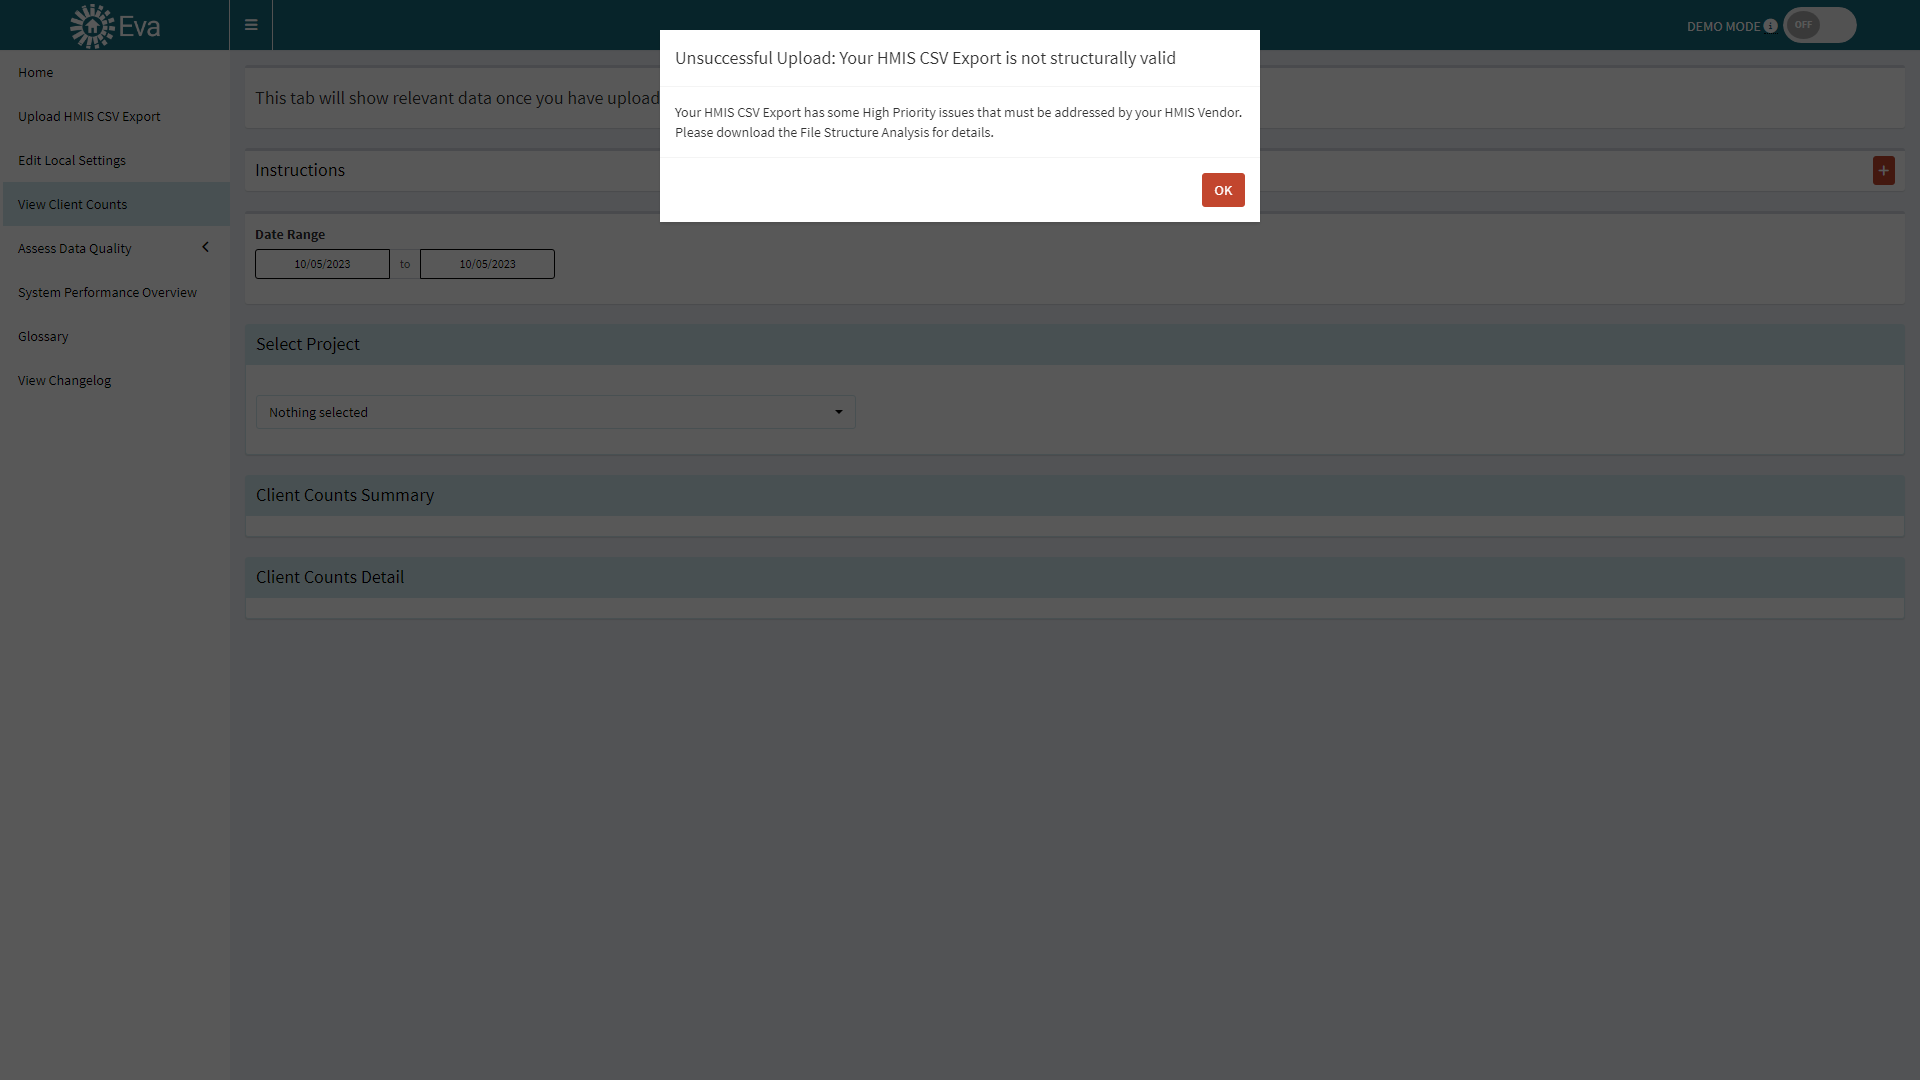 Eva
DEMO MODE
OFF
Home
Upload HMIS CSV Export
Edit Local Settings
View Client Counts
Assess Data Quality
System Performance Overview
Glossary
View Changelog
Unsuccessful Upload: Your HMIS CSV Export is not structurally valid
Your HMIS CSV Export has some High Priority issues that must be addressed by your HMIS Vendor.
Please download the File Structure Analysis for details.
OK
This tab will show relevant data once you have upload
Instructions
Date Range
10/05/2023 to 10/05/2023
Select Project
Nothing selected
Client Counts Summary
Client Counts Detail